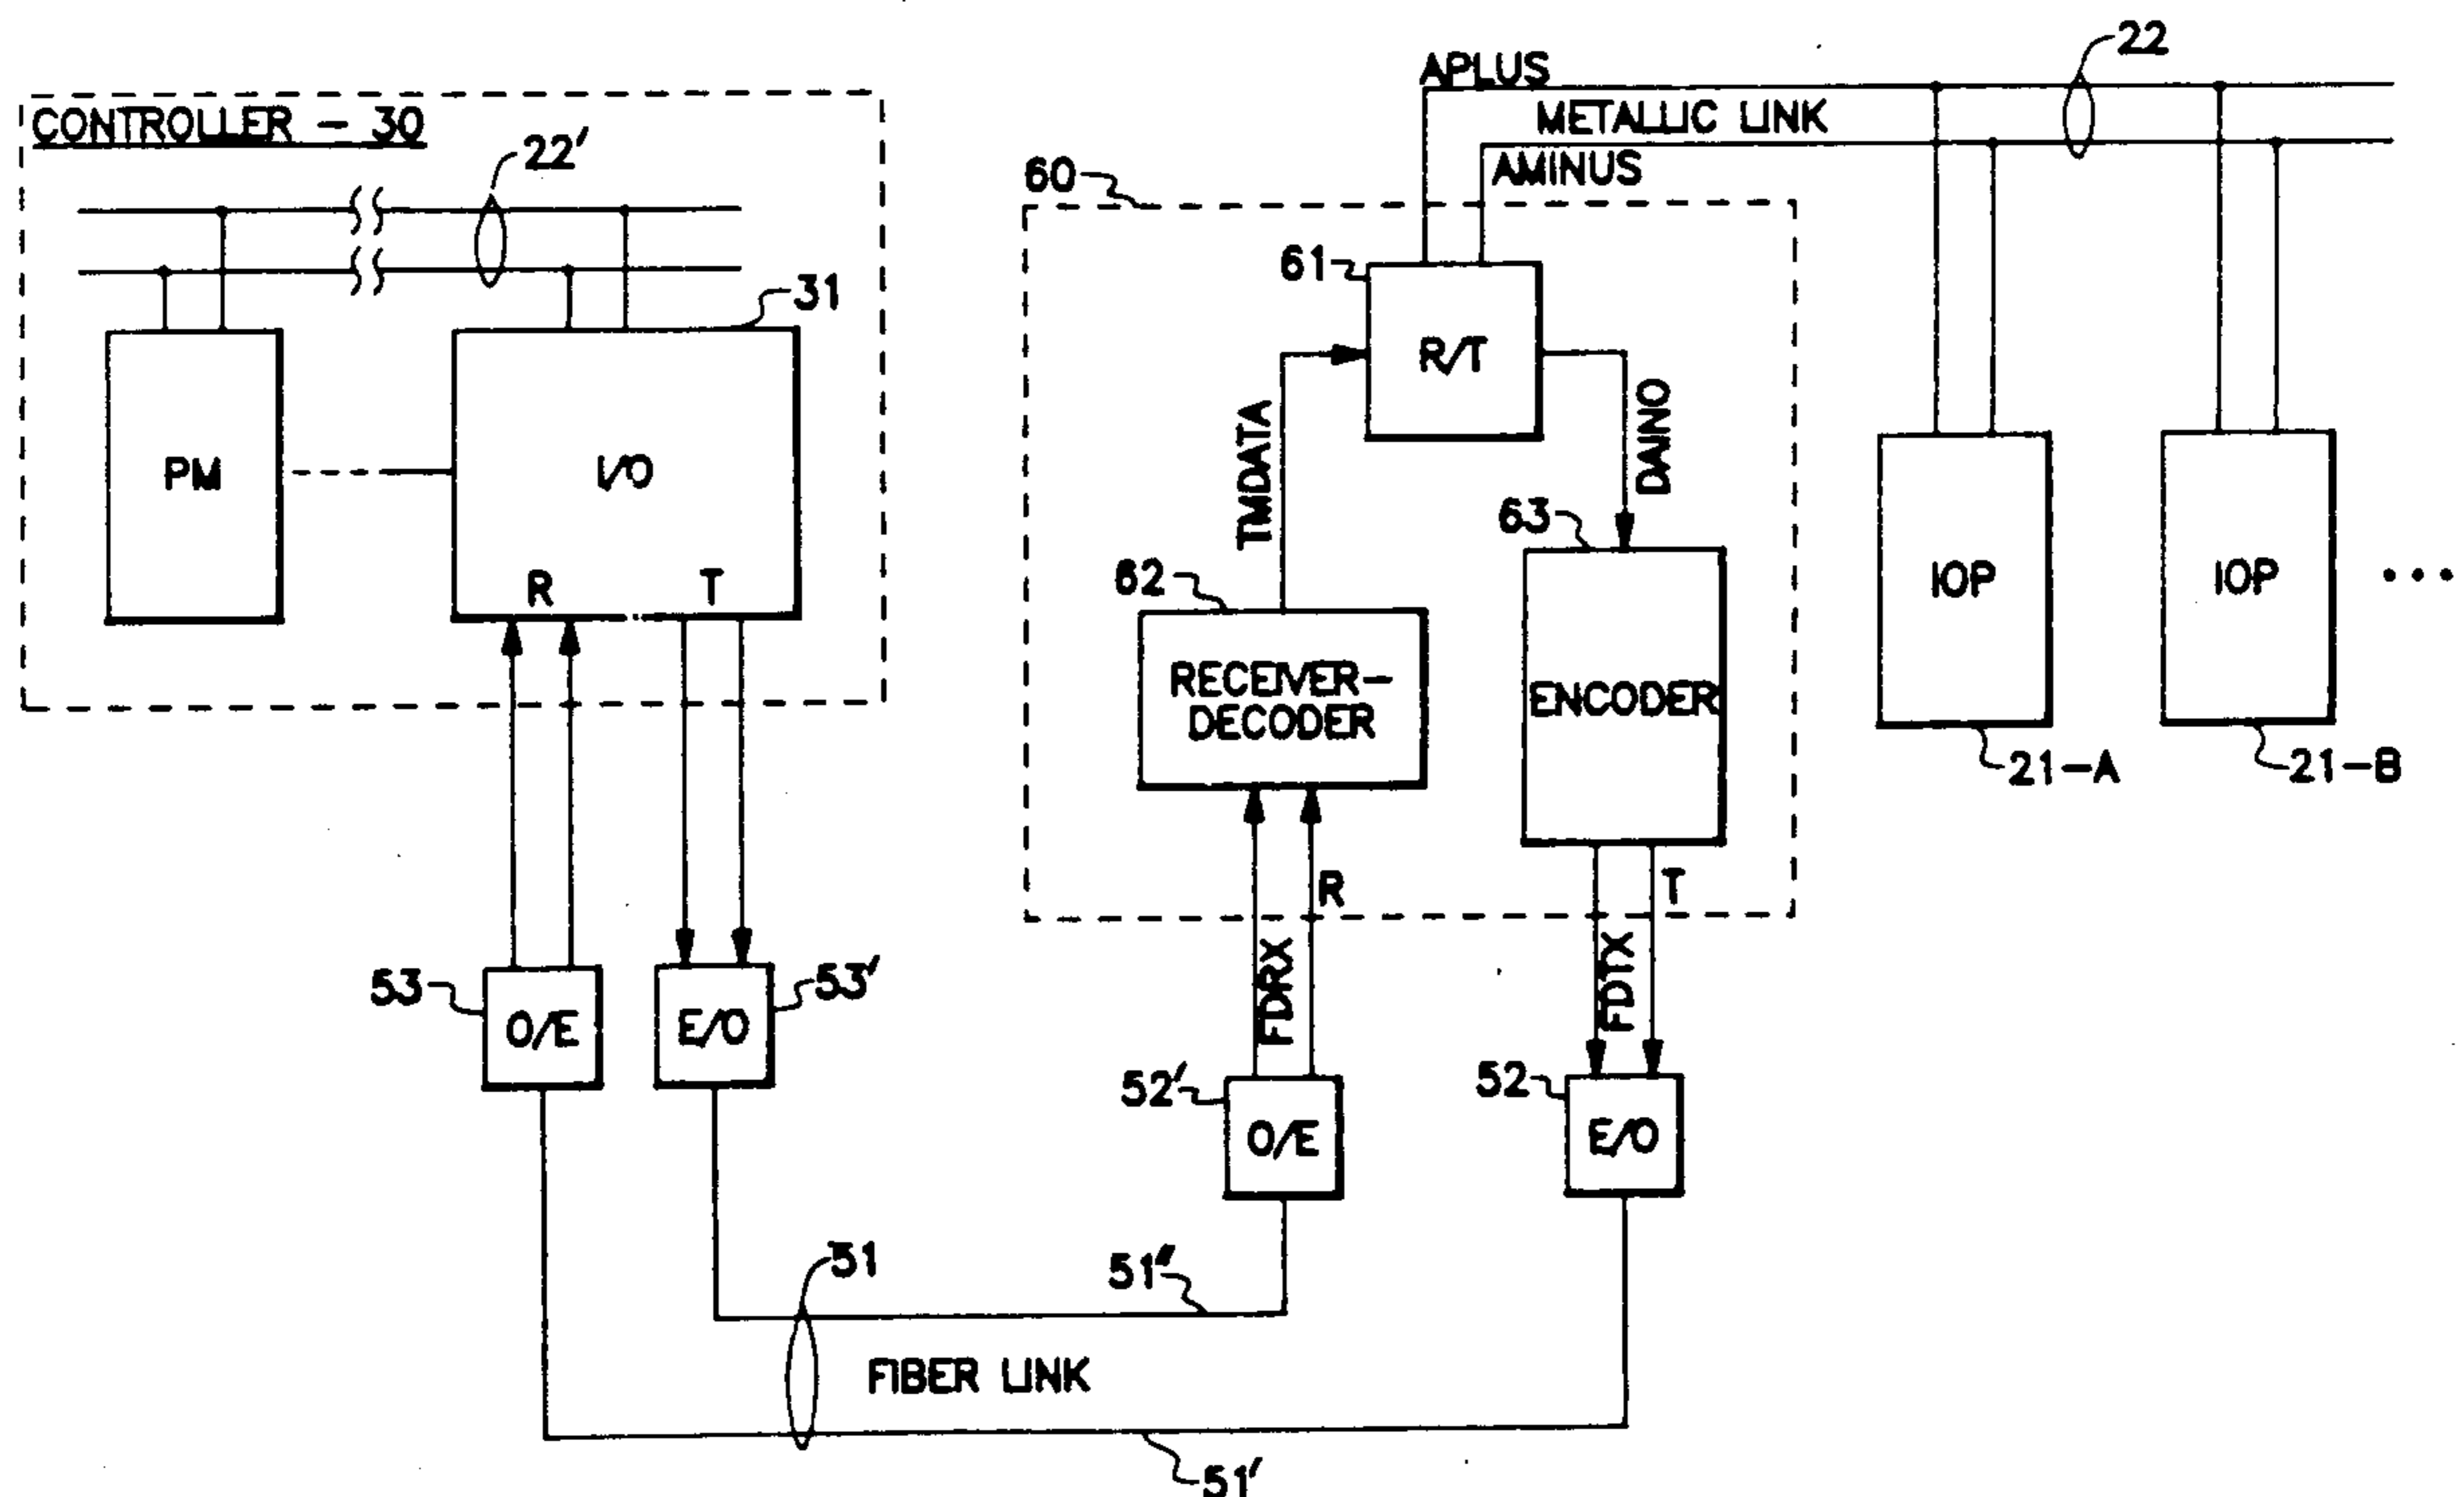 CONTROLLER - 30
22'
31
PM
I/O
R
T
53
O/E
E/O
53'
31
FIBER LINK
51"
51'
60
APLUS
METALLIC LINK
AMINUS
22
61
R/T
TMDATA
DAINO
62
RECEIVER-
DECODER
63
ENCODER
R
T
FDRX
FDTX
52'
O/E
52
E/O
IOP
IOP
...
21-A
21-B